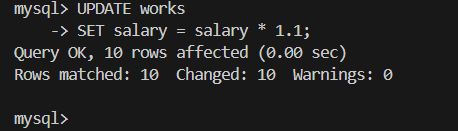 mysql> UPDATE works
    -> SET salary = salary * 1.1;
Query OK, 10 rows affected (0.00 sec)
Rows matched: 10  Changed: 10  Warnings: 0
mysql>